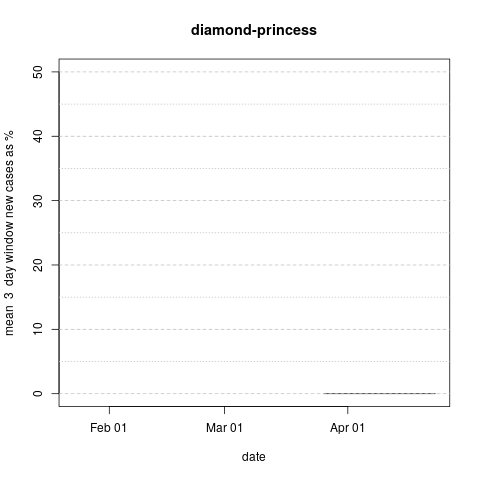 diamond-princess
mean 3 day window new cases as %
50
40
30
20
10
0
Feb 01
Mar 01
Apr 01
date